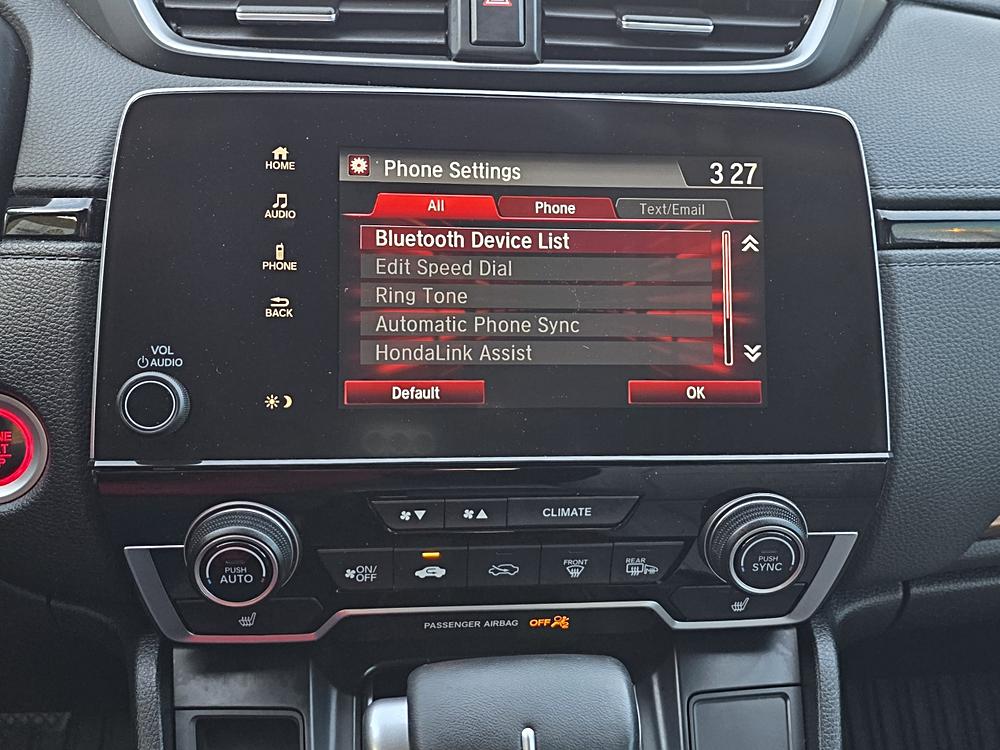 HOME
AUDIO
PHONE
BACK
VOL
AUDIO
Phone Settings
3 27
All
Phone
Text/Email
Bluetooth Device List
Edit Speed Dial
Ring Tone
Automatic Phone Sync
HondaLink Assist
Default
OK
CLIMATE
PUSH
AUTO
ON/
OFF
FRONT
REAR
PUSH
SYNC
PASSENGER AIRBAG OFF